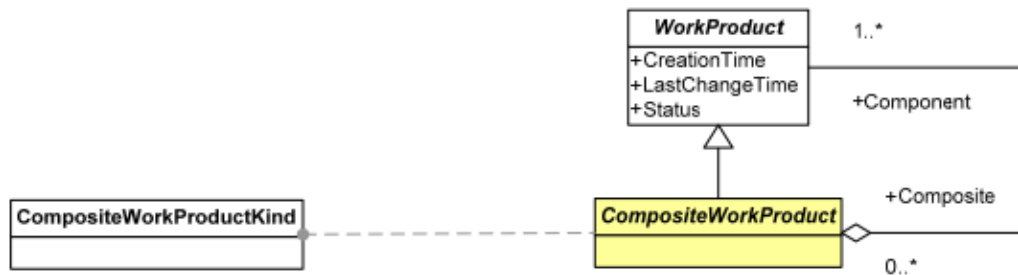 WorkProduct
+CreationTime
+LastChangeTime
+Status
1..*
+Component
CompositeWorkProductKind
CompositeWorkProduct
+Composite
0..*